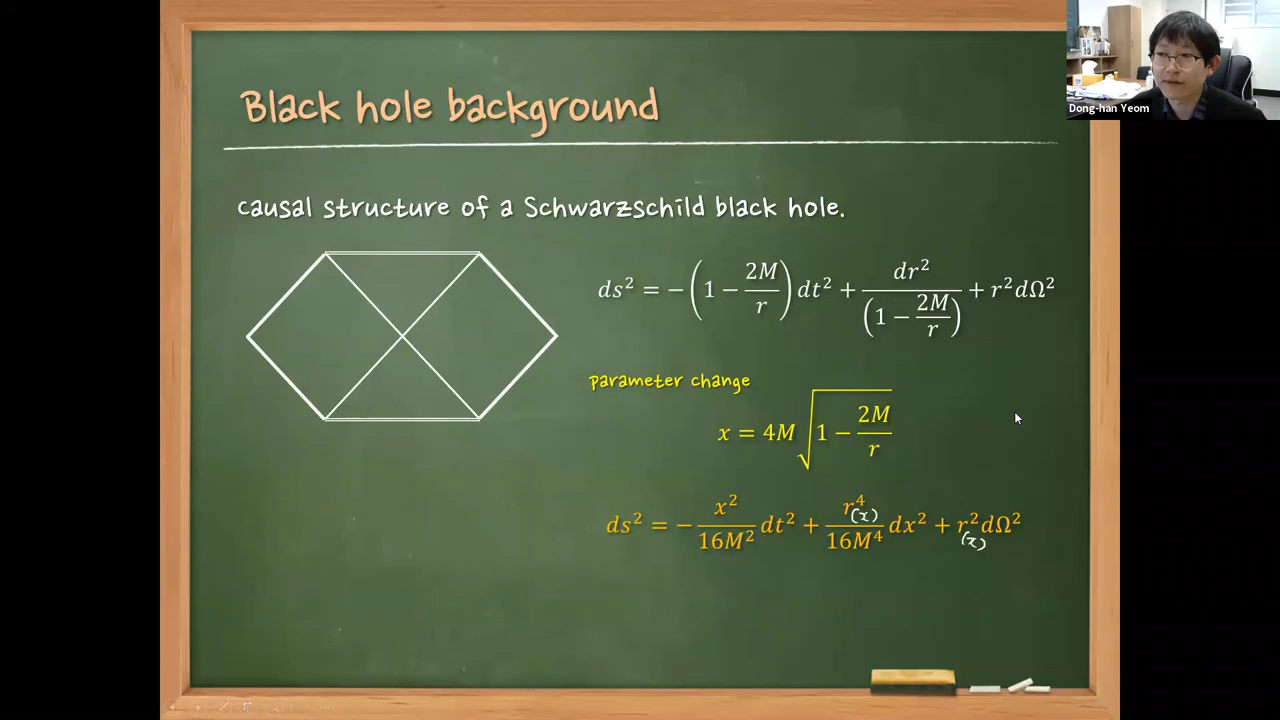 Dong-han Yeom
Black hole background
causal structure of a Schwarzschild black hole.
ds² = −(1 − 2M/r)dt² + dr²/(1 − 2M/r) + r²dΩ²
parameter change
x = 4M√(1 − 2M/r)
ds² = − x²/16M² dt² + r⁴(x)/16M⁴ dx² + r²(x)dΩ²